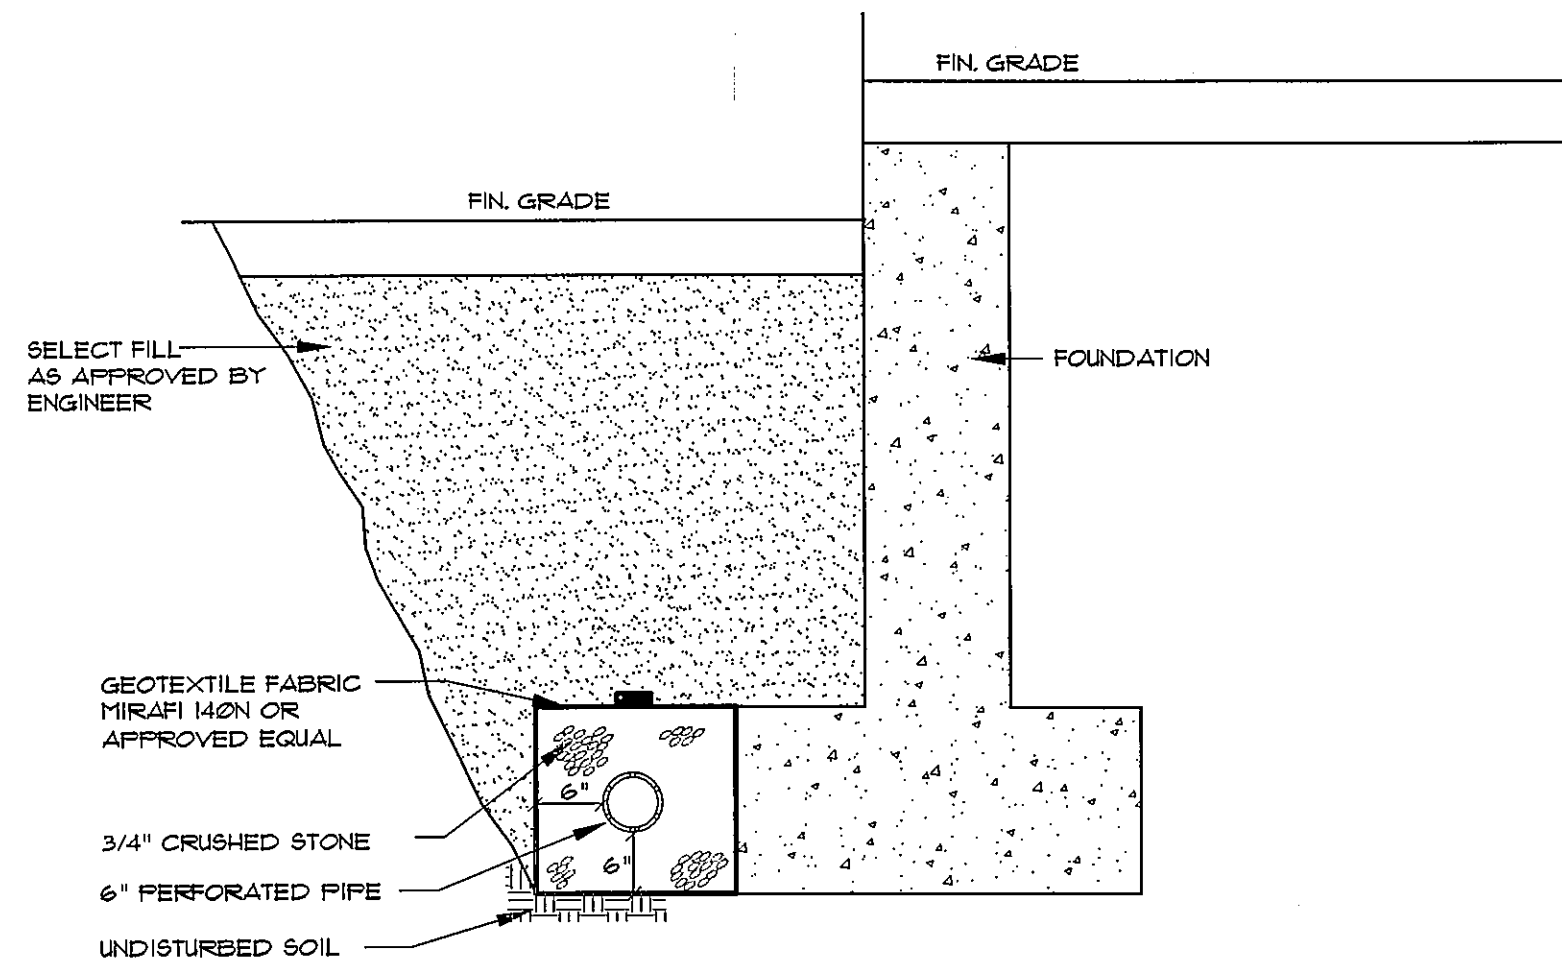 FIN. GRADE
FIN. GRADE
SELECT FILL
AS APPROVED BY
ENGINEER
FOUNDATION
GEOTEXTILE FABRIC
MIRAFI 140N OR
APPROVED EQUAL
6"
3/4" CRUSHED STONE
6"
6" PERFORATED PIPE
UNDISTURBED SOIL